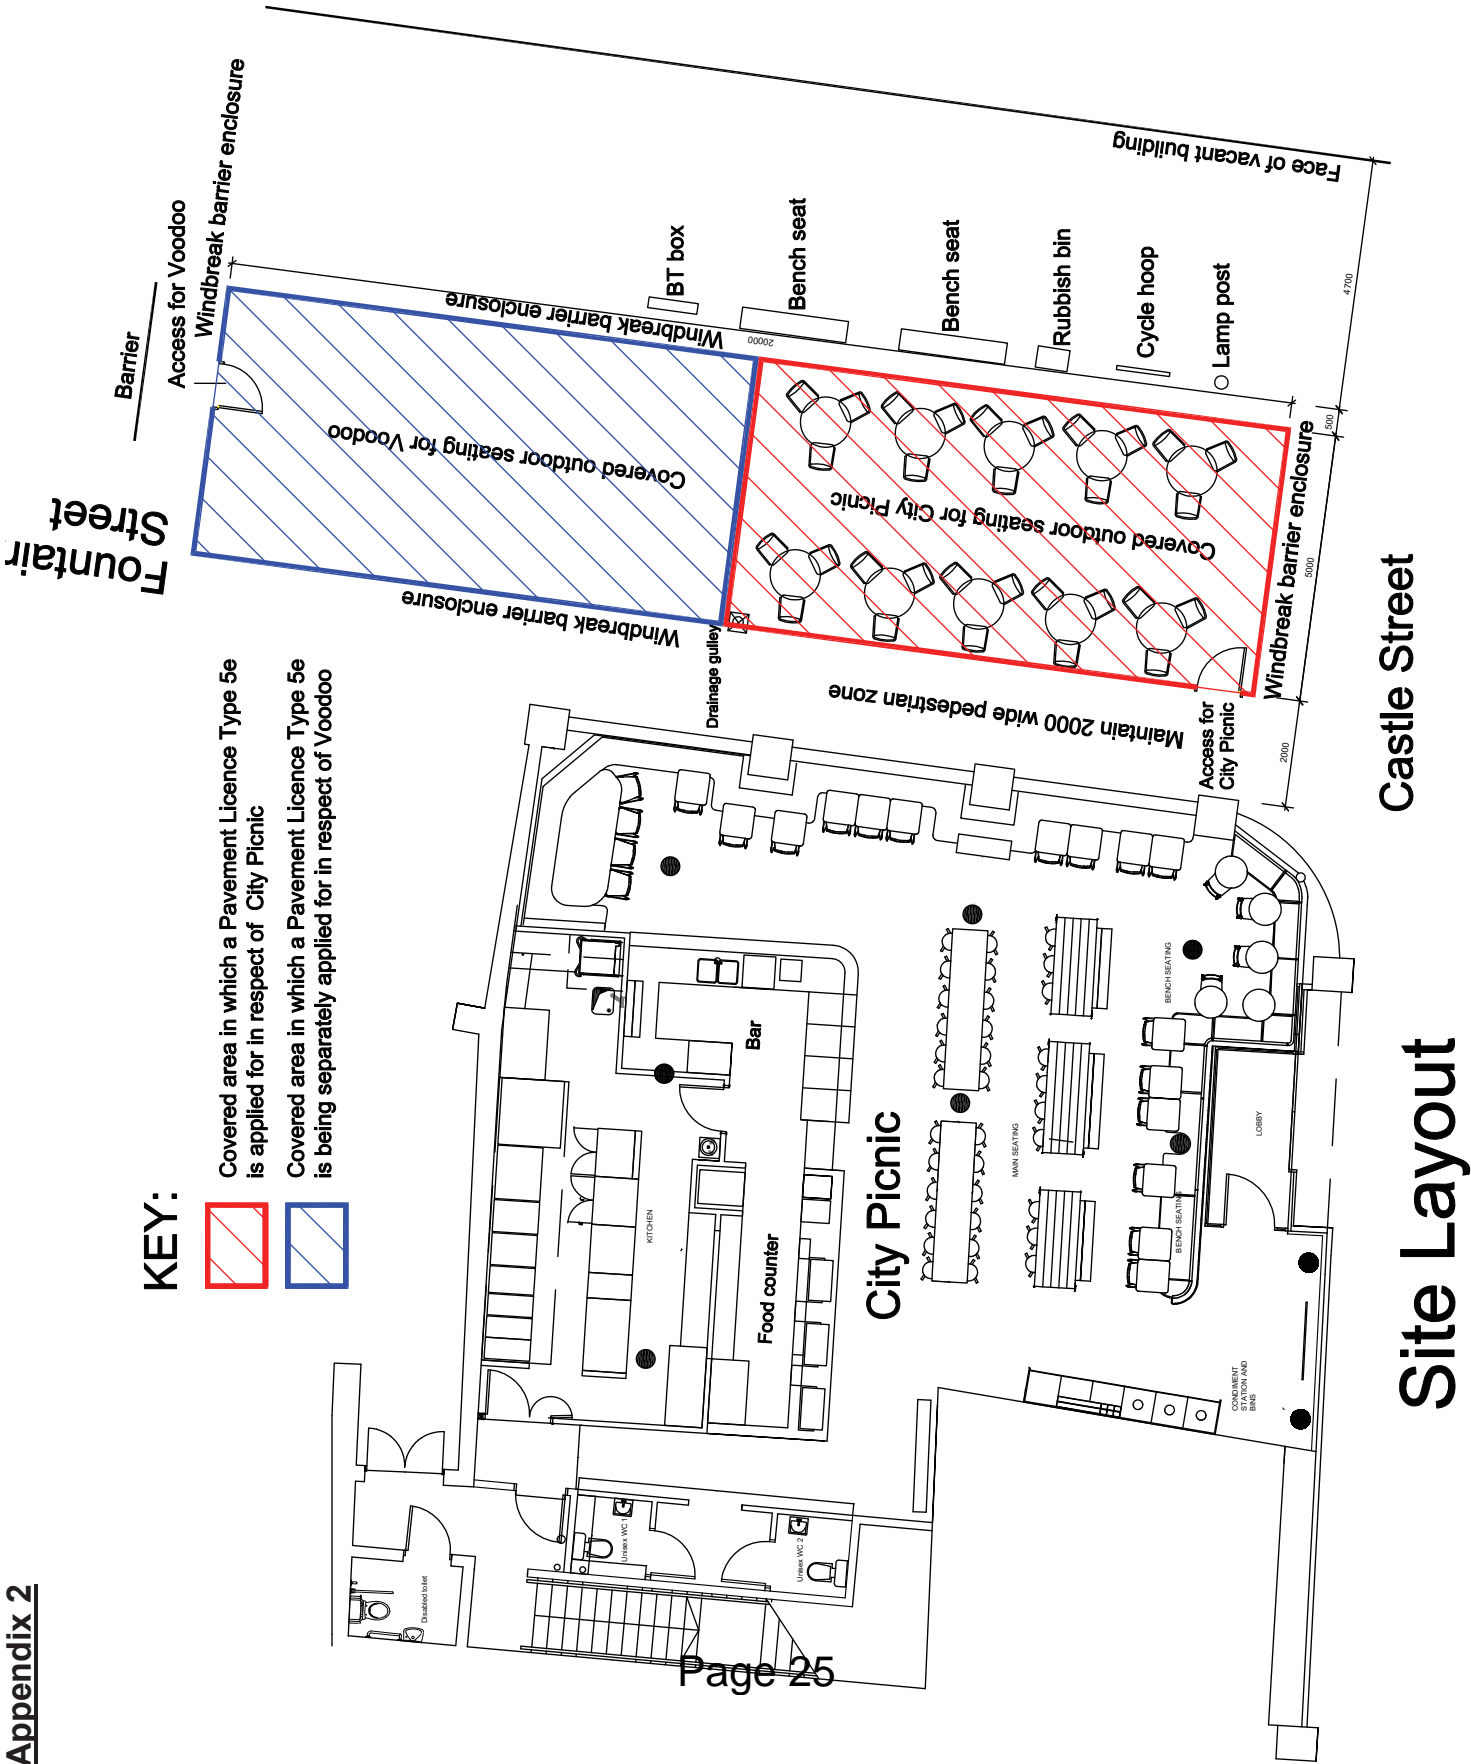 Appendix 2
KEY:
Covered area in which a Pavement Licence Type 5e
is applied for in respect of City Picnic
Covered area in which a Pavement Licence Type 5e
is being separately applied for in respect of Voodoo
Fountain
Street
Barrier
Access for Voodoo
Windbreak barrier enclosure
Windbreak barrier enclosure
Covered outdoor seating for Voodoo
Windbreak barrier enclosure
BT box
Bench seat
Bench seat
Rubbish bin
Cycle hoop
Lamp post
Face of vacant building
20000
4700
500
5000
2000
Covered outdoor seating for City Picnic
Windbreak barrier enclosure
Drainage gulley
Maintain 2000 wide pedestrian zone
Access for
City Picnic
Castle Street
Bar
KITCHEN
Food counter
City Picnic
MAIN SEATING
BENCH SEATING
BENCH SEATING
LOBBY
CONDIMENT
STATION AND
BINS
Unisex WC 1
Unisex WC 2
Disabled toilet
Site Layout
Page 25